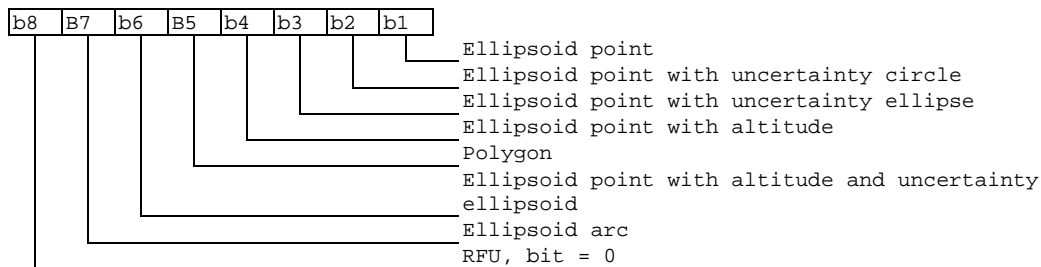 b8 B7 b6 B5 b4 b3 b2 b1
Ellipsoid point
Ellipsoid point with uncertainty circle
Ellipsoid point with uncertainty ellipse
Ellipsoid point with altitude
Polygon
Ellipsoid point with altitude and uncertainty
ellipsoid
Ellipsoid arc
RFU, bit = 0